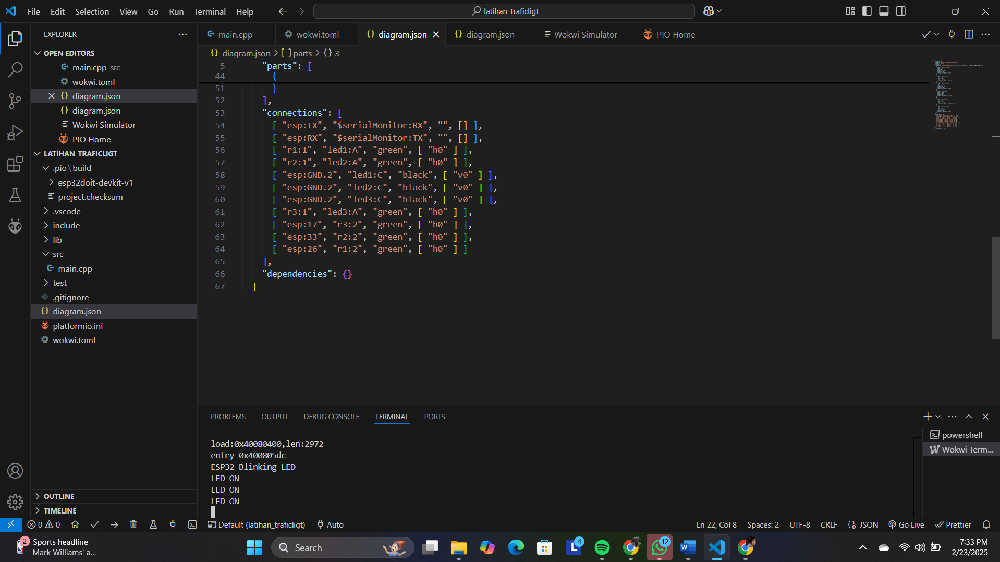 File Edit Selection View Go Run Terminal Help
latihan_traficligt
EXPLORER
OPEN EDITORS
main.cpp src
wokwi.toml
diagram.json
diagram.json
Wokwi Simulator
PIO Home
LATIHAN_TRAFICLIGT
.pio\build
esp32doit-devkit-v1
project.checksum
.vscode
include
lib
src
main.cpp
test
.gitignore
diagram.json
platformio.ini
wokwi.toml
OUTLINE
TIMELINE
main.cpp wokwi.toml diagram.json diagram.json Wokwi Simulator PIO Home
diagram.json > [ ] parts > {} 3
5 "parts": [
44 {
51 }
52 ],
53 "connections": [
54 [ "esp:TX", "$serialMonitor:RX", "", [] ],
55 [ "esp:RX", "$serialMonitor:TX", "", [] ],
56 [ "r1:1", "led1:A", "green", [ "h0" ] ],
57 [ "r2:1", "led2:A", "green", [ "h0" ] ],
58 [ "esp:GND.2", "led1:C", "black", [ "v0" ] ],
59 [ "esp:GND.2", "led2:C", "black", [ "v0" ] ],
60 [ "esp:GND.2", "led3:C", "black", [ "v0" ] ],
61 [ "r3:1", "led3:A", "green", [ "h0" ] ],
62 [ "esp:17", "r3:2", "green", [ "h0" ] ],
63 [ "esp:33", "r2:2", "green", [ "h0" ] ],
64 [ "esp:26", "r1:2", "green", [ "h0" ] ]
65 ],
66 "dependencies": {}
67 }
PROBLEMS OUTPUT DEBUG CONSOLE TERMINAL PORTS
load:0x40080400,len:2972
entry 0x400805dc
ESP32 Blinking LED
LED ON
LED ON
LED ON
powershell
Wokwi Term...
0 0 Default (latihan_traficligt) Auto
Ln 22, Col 8 Spaces: 2 UTF-8 CRLF {} JSON Go Live Prettier
2
Sports headline
Mark Williams' a...
Search
L 4
12
W
7:33 PM
2/23/2025